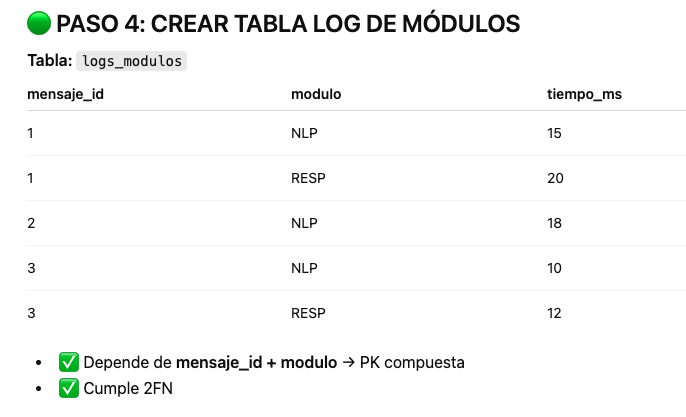 🟢 PASO 4: CREAR TABLA LOG DE MÓDULOS
Tabla: logs_modulos
mensaje_id modulo tiempo_ms
1 NLP 15
1 RESP 20
2 NLP 18
3 NLP 10
3 RESP 12
• ✅ Depende de mensaje_id + modulo → PK compuesta
• ✅ Cumple 2FN